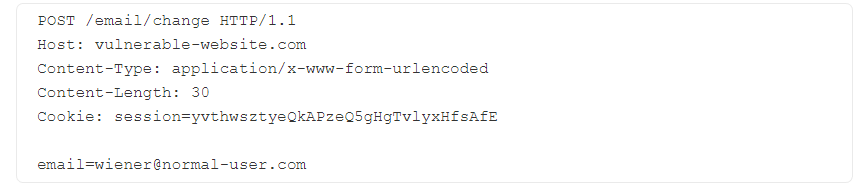 POST /email/change HTTP/1.1
Host: vulnerable-website.com
Content-Type: application/x-www-form-urlencoded
Content-Length: 30
Cookie: session=yvthwsztyeQkAPzeQ5gHgTvlyxHfsAfE
email=wiener@normal-user.com